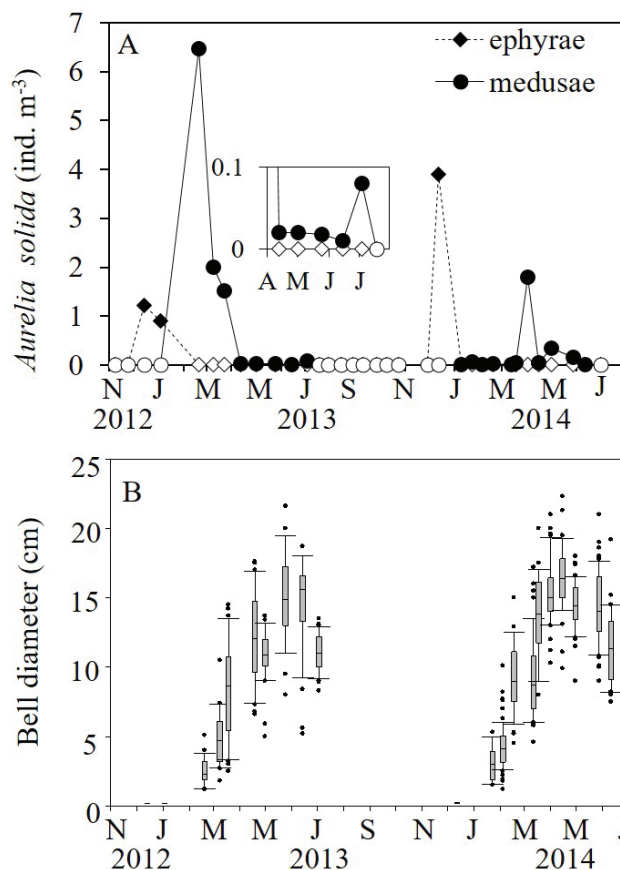 A
ephyrae
medusae
Aurelia solida (ind. m⁻³)
7
6
5
4
3
2
1
0
0.1
0
A M J J
N J M M J S N J M M J
2012 2013 2014
B
Bell diameter (cm)
25
20
15
10
5
0
N J M M J S N J M M J
2012 2013 2014